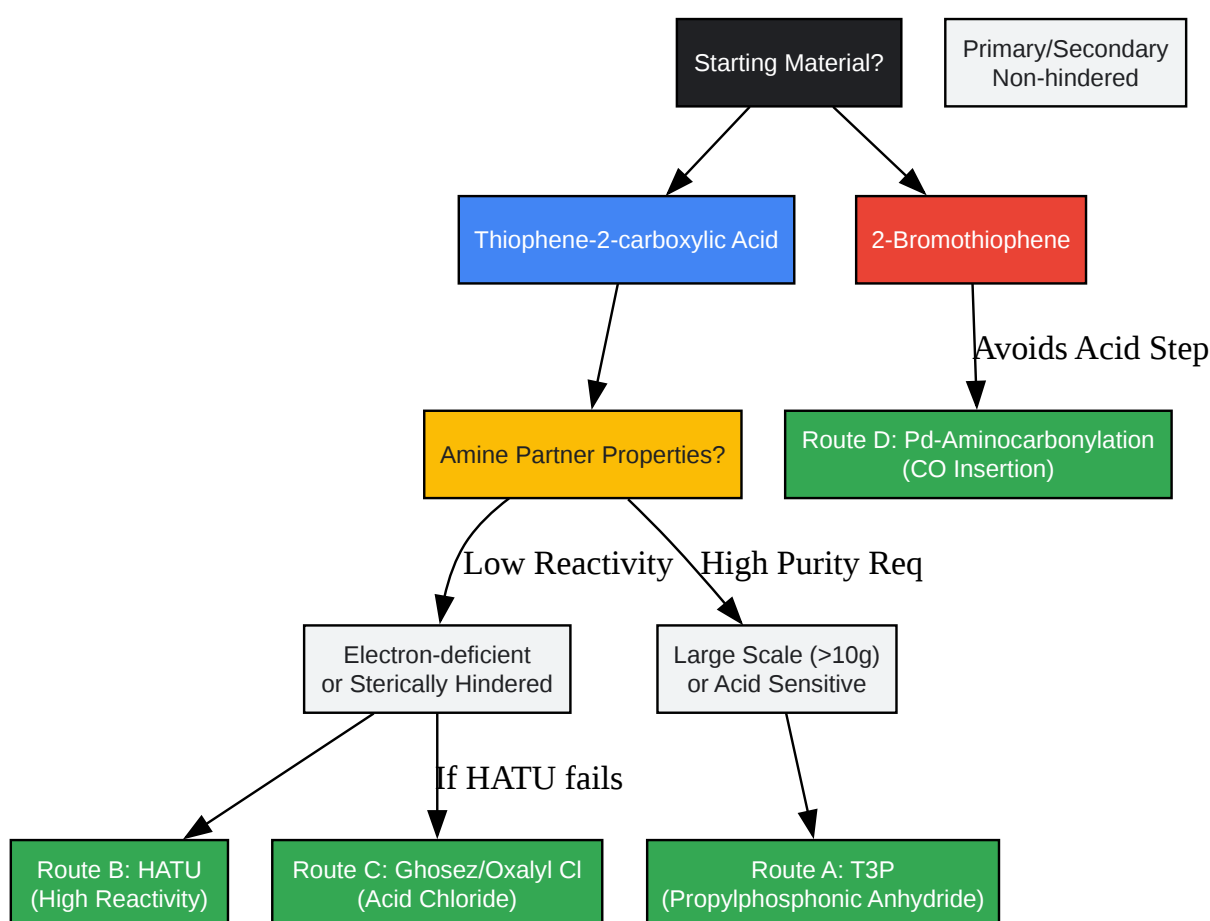 Starting Material?
Primary/Secondary
Non-hindered
Thiophene-2-carboxylic Acid
2-Bromothiophene
Avoids Acid Step
Amine Partner Properties?
Route D: Pd-Aminocarbonylation
(CO Insertion)
Low Reactivity
High Purity Req
Electron-deficient
or Sterically Hindered
Large Scale (>10g)
or Acid Sensitive
If HATU fails
Route B: HATU
(High Reactivity)
Route C: Ghosez/Oxalyl Cl
(Acid Chloride)
Route A: T3P
(Propylphosphonic Anhydride)